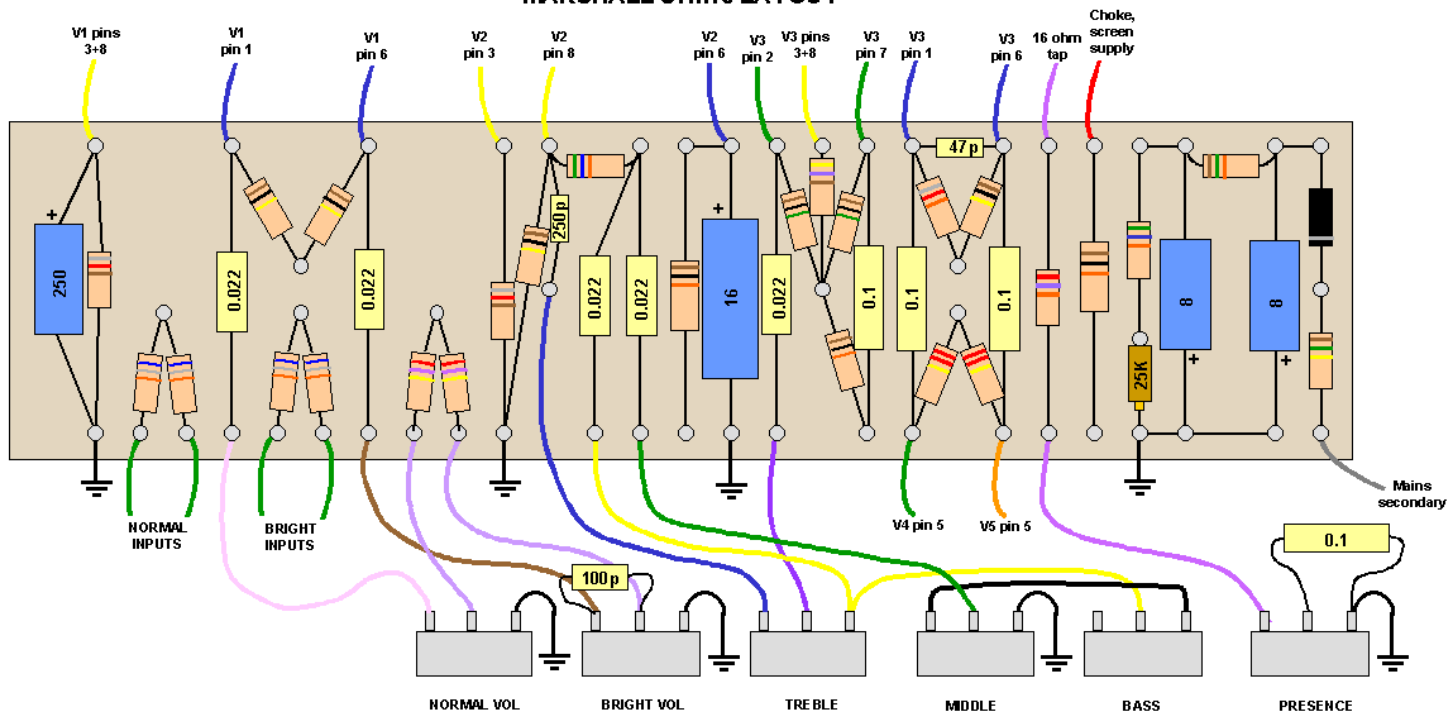 V1 pins
3+8
V1
pin 1
V1
pin 6
V2
pin 3
V2
pin 8
V2
pin 6
V3
pin 2
V3 pins
3+8
V3
pin 7
V3
pin 1
V3
pin 6
16 ohm
tap
Choke,
screen
supply
47p
+
250
0.022
0.022
250p
0.022
0.022
+
16
0.022
0.1
0.1
0.1
25K
8
+
8
+
NORMAL
INPUTS
BRIGHT
INPUTS
V4 pin 5
V5 pin 5
Mains
secondary
100p
0.1
NORMAL VOL
BRIGHT VOL
TREBLE
MIDDLE
BASS
PRESENCE